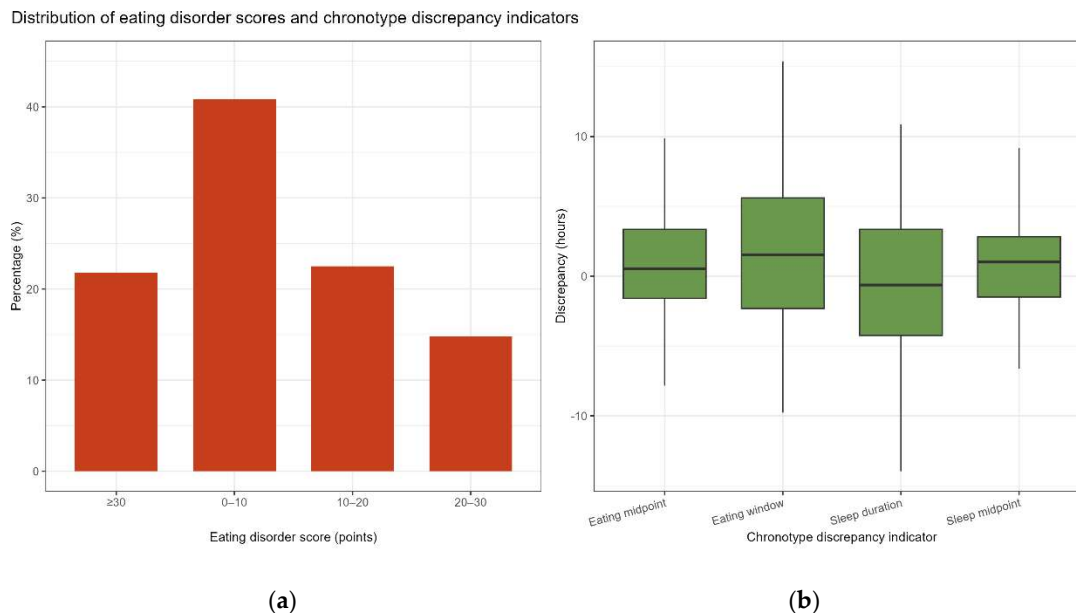 Distribution of eating disorder scores and chronotype discrepancy indicators
Percentage (%)
40
30
20
10
0
≥30
0–10
10–20
20–30
Eating disorder score (points)
(a)
Discrepancy (hours)
10
0
-10
Eating midpoint
Eating window
Sleep duration
Sleep midpoint
Chronotype discrepancy indicator
(b)